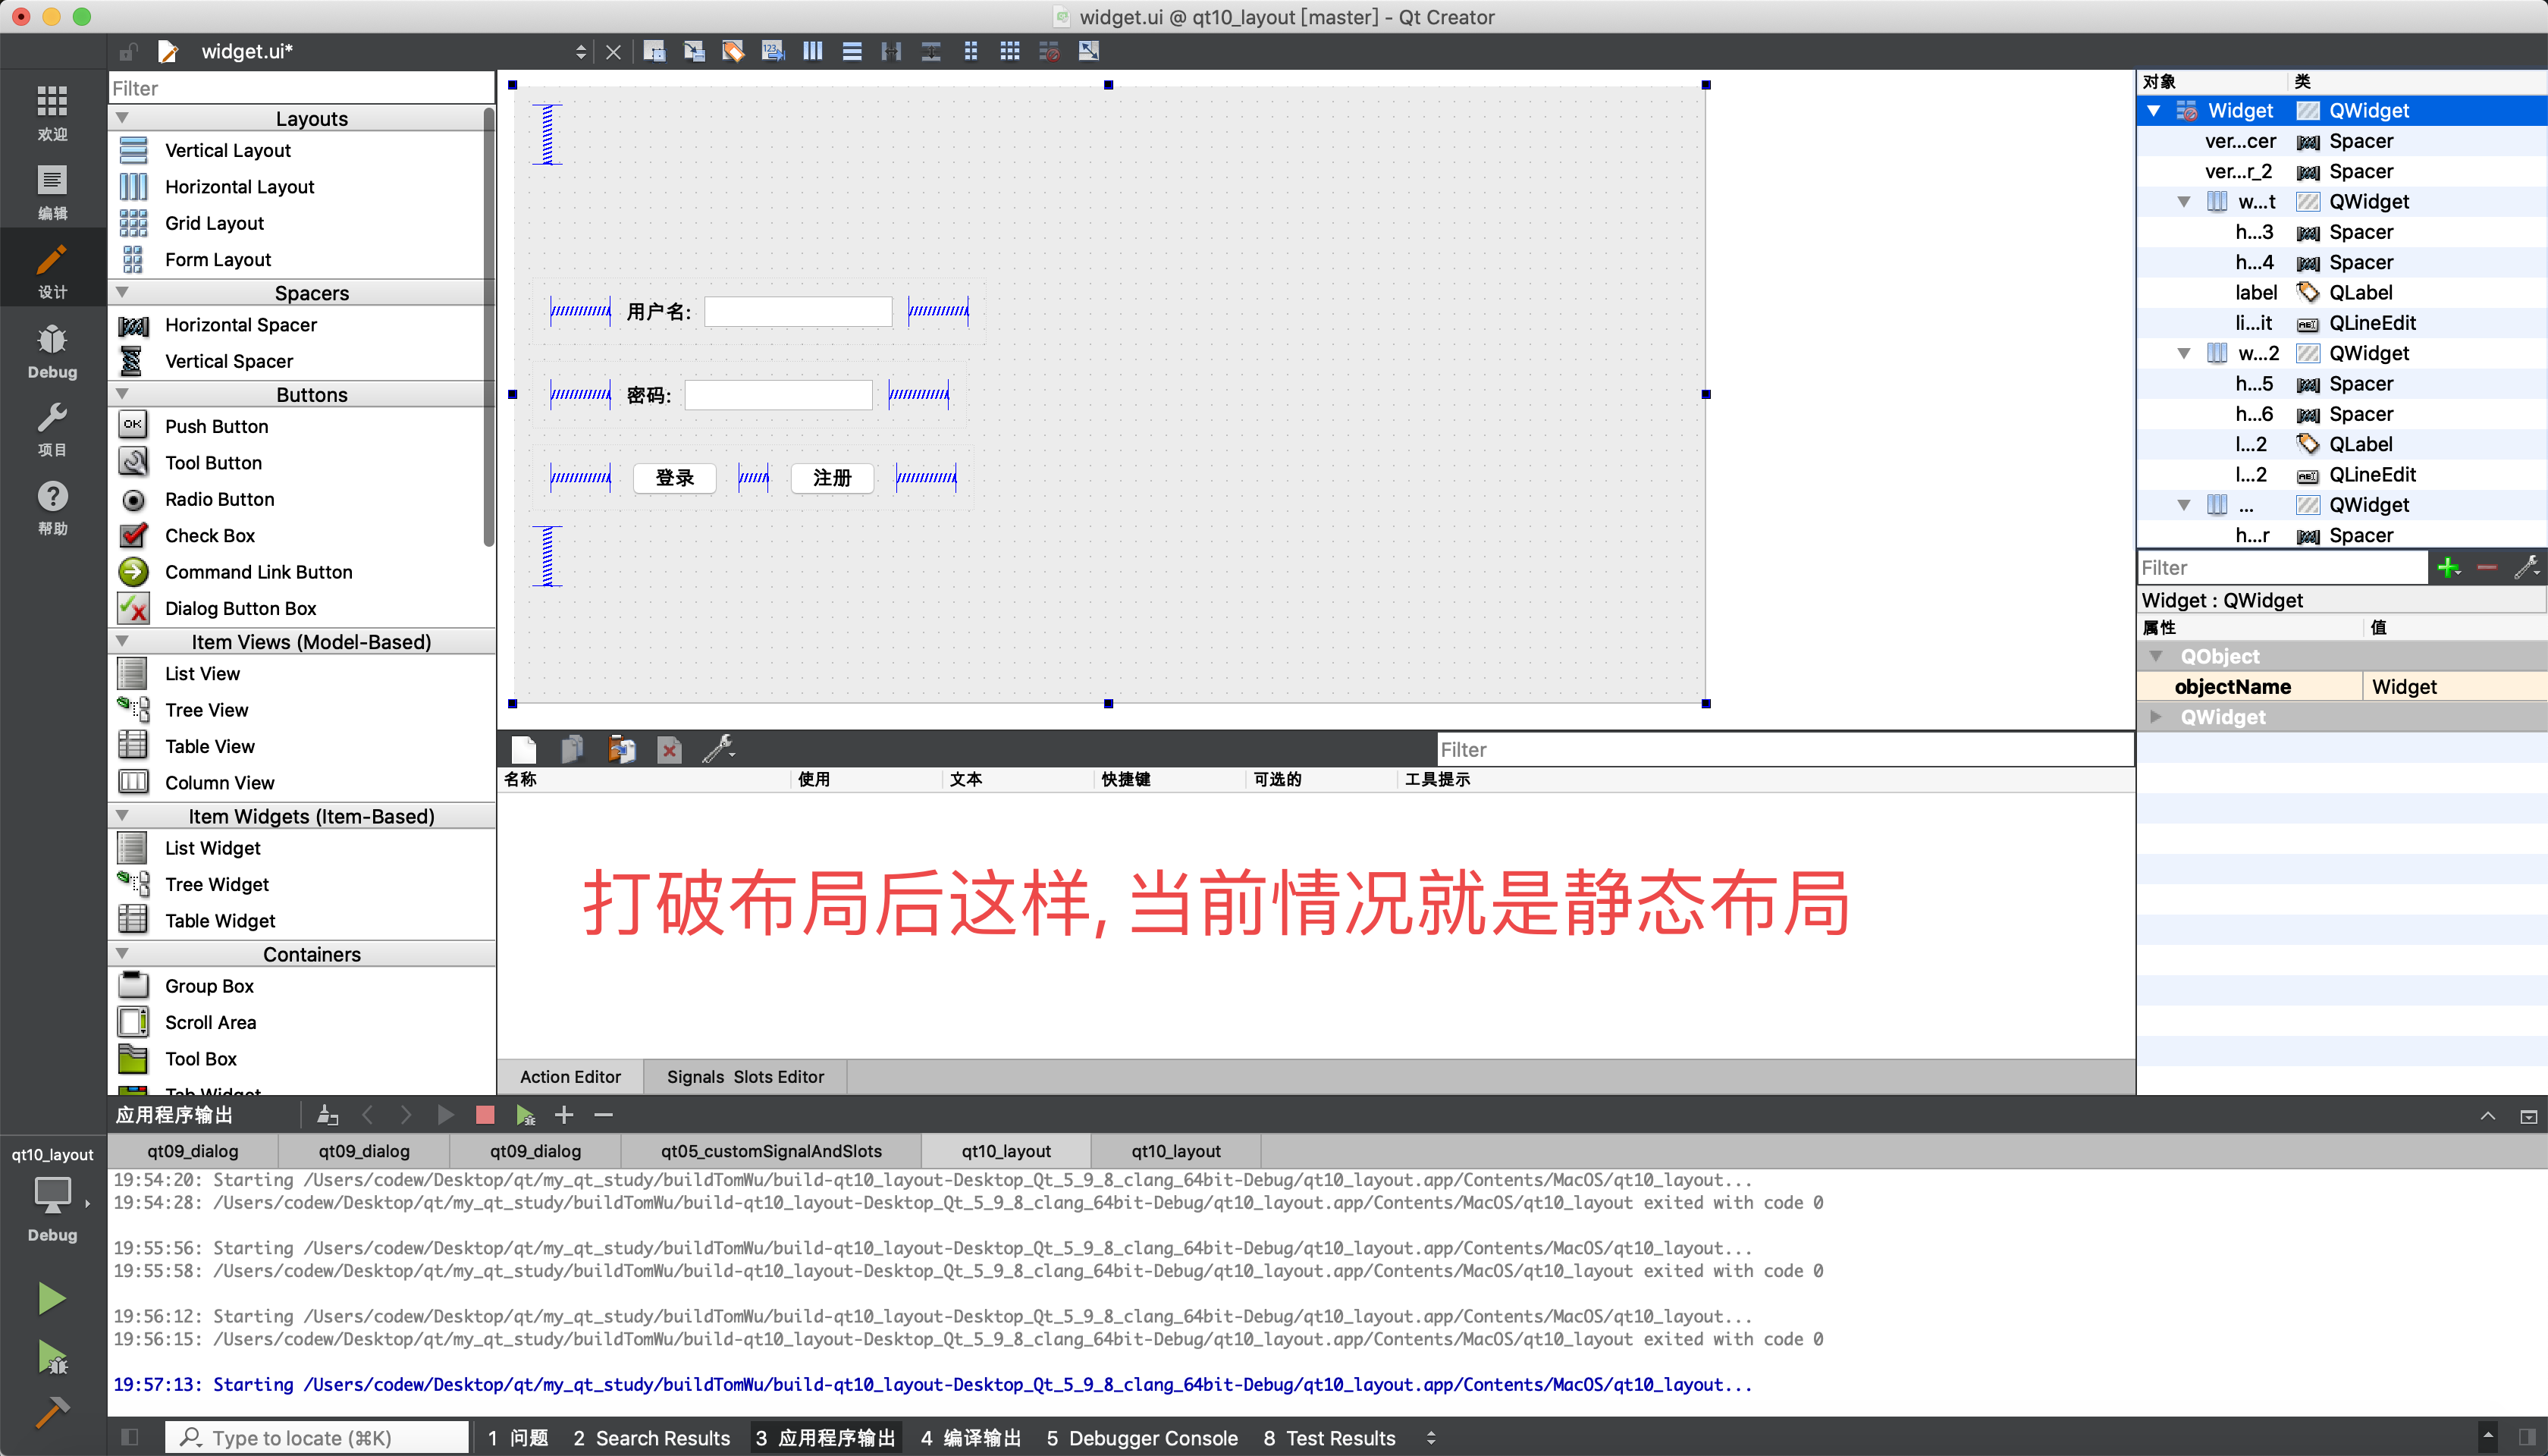 widget.ui @ qt10_layout [master] - Qt Creator
widget.ui*
欢迎
编辑
设计
Debug
项目
帮助
Filter
Layouts
Vertical Layout
Horizontal Layout
Grid Layout
Form Layout
Spacers
Horizontal Spacer
Vertical Spacer
Buttons
OK Push Button
Tool Button
Radio Button
Check Box
Command Link Button
Dialog Button Box
Item Views (Model-Based)
List View
Tree View
Table View
Column View
Item Widgets (Item-Based)
List Widget
Tree Widget
Table Widget
Containers
Group Box
Scroll Area
Tool Box
Tab Widget
用户名:
密码:
登录 注册
对象 类
Widget QWidget
ver...cer Spacer
ver...r_2 Spacer
w...t QWidget
h...3 Spacer
h...4 Spacer
label QLabel
li...it QLineEdit
w...2 QWidget
h...5 Spacer
h...6 Spacer
l...2 QLabel
l...2 QLineEdit
... QWidget
h...r Spacer
Filter
Widget : QWidget
属性 值
QObject
objectName Widget
QWidget
Filter
名称 使用 文本 快捷键 可选的 工具提示
打破布局后这样, 当前情况就是静态布局
Action Editor Signals Slots Editor
应用程序输出
qt09_dialog qt09_dialog qt09_dialog qt05_customSignalAndSlots qt10_layout qt10_layout
19:54:20: Starting /Users/codew/Desktop/qt/my_qt_study/buildTomWu/build-qt10_layout-Desktop_Qt_5_9_8_clang_64bit-Debug/qt10_layout.app/Contents/MacOS/qt10_layout...
19:54:28: /Users/codew/Desktop/qt/my_qt_study/buildTomWu/build-qt10_layout-Desktop_Qt_5_9_8_clang_64bit-Debug/qt10_layout.app/Contents/MacOS/qt10_layout exited with code 0
19:55:56: Starting /Users/codew/Desktop/qt/my_qt_study/buildTomWu/build-qt10_layout-Desktop_Qt_5_9_8_clang_64bit-Debug/qt10_layout.app/Contents/MacOS/qt10_layout...
19:55:58: /Users/codew/Desktop/qt/my_qt_study/buildTomWu/build-qt10_layout-Desktop_Qt_5_9_8_clang_64bit-Debug/qt10_layout.app/Contents/MacOS/qt10_layout exited with code 0
19:56:12: Starting /Users/codew/Desktop/qt/my_qt_study/buildTomWu/build-qt10_layout-Desktop_Qt_5_9_8_clang_64bit-Debug/qt10_layout.app/Contents/MacOS/qt10_layout...
19:56:15: /Users/codew/Desktop/qt/my_qt_study/buildTomWu/build-qt10_layout-Desktop_Qt_5_9_8_clang_64bit-Debug/qt10_layout.app/Contents/MacOS/qt10_layout exited with code 0
19:57:13: Starting /Users/codew/Desktop/qt/my_qt_study/buildTomWu/build-qt10_layout-Desktop_Qt_5_9_8_clang_64bit-Debug/qt10_layout.app/Contents/MacOS/qt10_layout...
qt10_layout
Debug
Type to locate (⌘K) 1 问题 2 Search Results 3 应用程序输出 4 编译输出 5 Debugger Console 8 Test Results